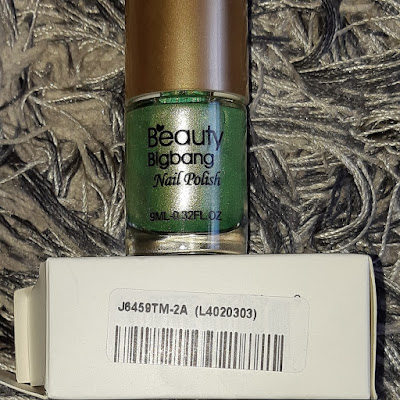 Beauty
Bigbang
Nail Polish
9ML-0.32FL.OZ
J6459TM-2A (L4020303)